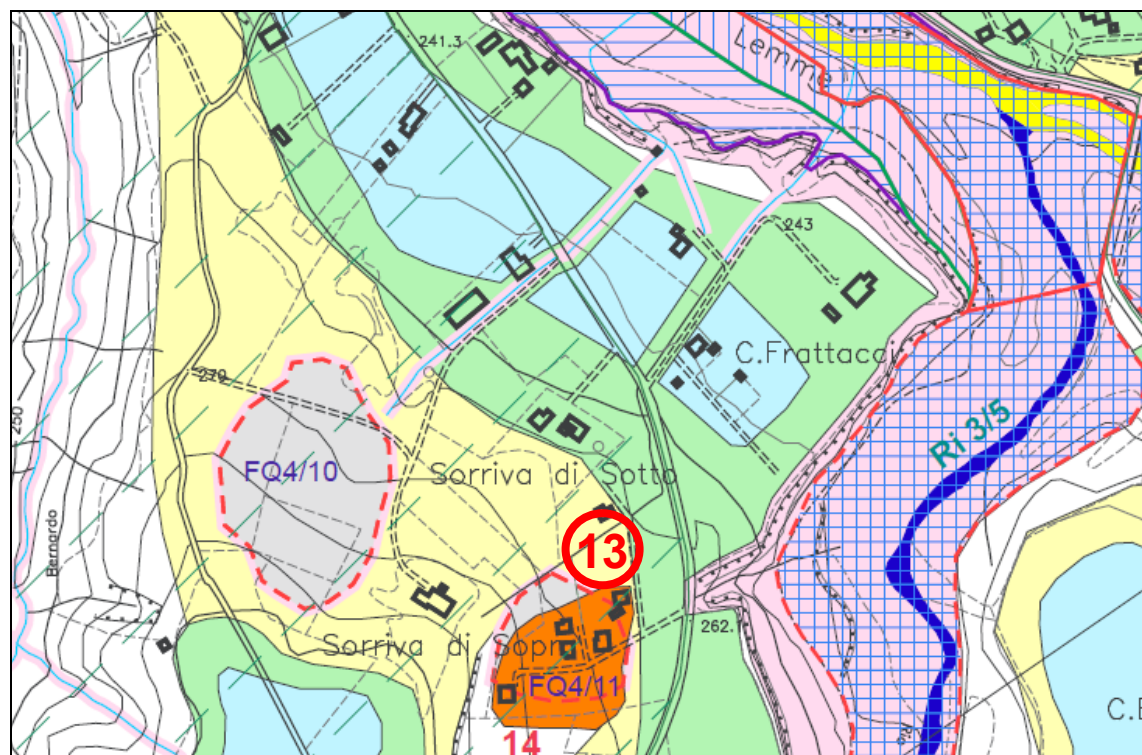 241.3
Lemme
243
C.Frattacci
270
250
FQ4/10
Sorriva di Sotto
Ri 3/5
Bernardo
13
262.
Sorriva di Sopra
FQ4/11
14